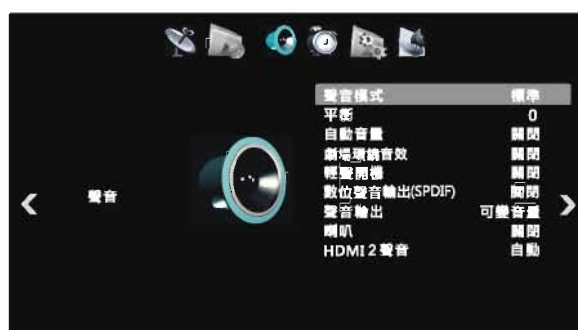 聲音
聲音模式 標準
平衡 0
自動音量 關閉
劇場環繞音效 關閉
輕聲開機 關閉
數位聲音輸出(SPDIF) 關閉
聲音輸出 可變音量
喇叭 關閉
HDMI 2 聲音 自動